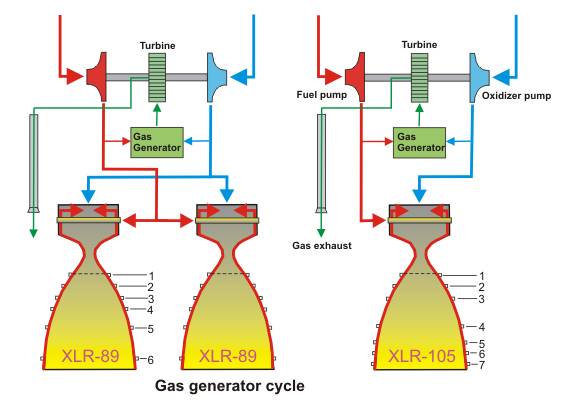 Turbine
Turbine
Fuel pump
Oxidizer pump
Gas
Generator
Gas
Generator
Gas exhaust
1
2
3
4
5
6
1
2
3
4
5
6
7
XLR-89
XLR-89
XLR-105
Gas generator cycle